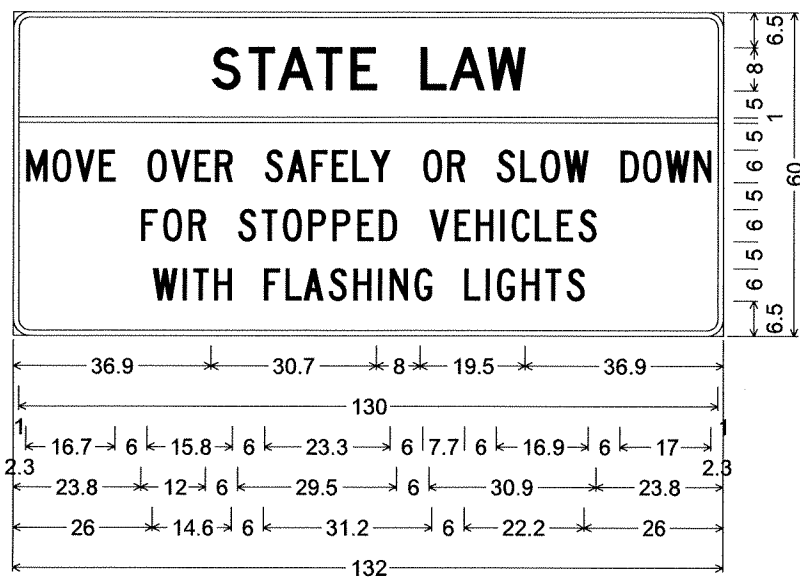 STATE LAW
MOVE OVER SAFELY OR SLOW DOWN
FOR STOPPED VEHICLES
WITH FLASHING LIGHTS
6.5
8
5
1
5
6
5
6
5
6
6.5
60
36.9 30.7 8 19.5 36.9
130
1 1
16.7 6 15.8 6 23.3 6 7.7 6 16.9 6 17
2.3 2.3
23.8 12 6 29.5 6 30.9 23.8
26 14.6 6 31.2 6 22.2 26
132